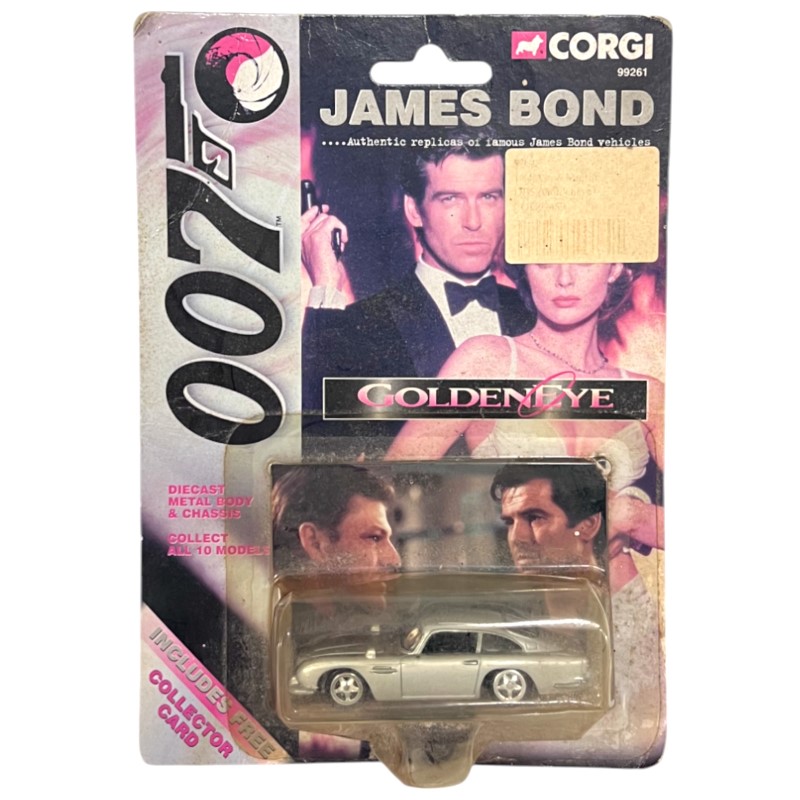 CORGI
99261
JAMES BOND
....Authentic replicas of famous James Bond vehicles
007
TM
GOLDENEYE
DIECAST
METAL BODY
& CHASSIS
COLLECT
ALL 10 MODELS
INCLUDES FREE
COLLECTOR
CARD